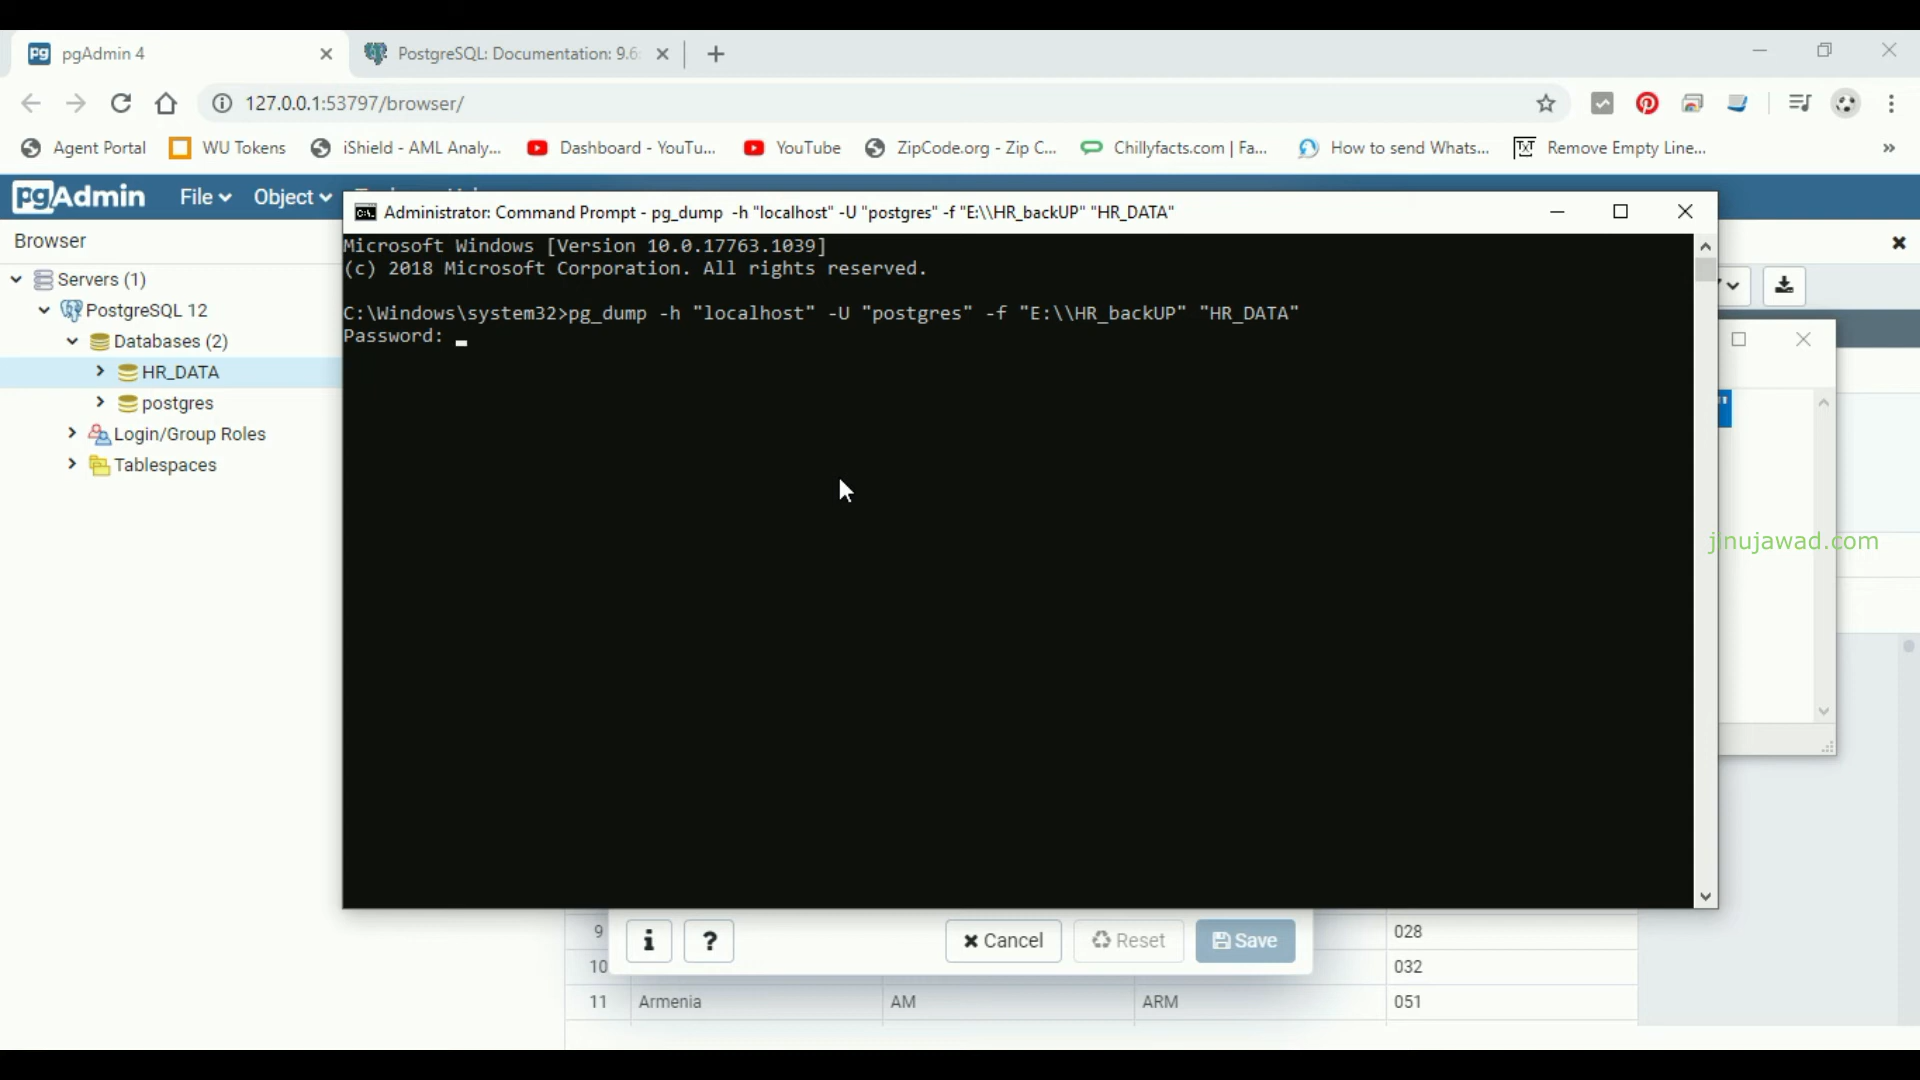 pgAdmin 4
PostgreSQL: Documentation: 9.6:
127.0.0.1:53797/browser/
Agent Portal
WU Tokens
iShield - AML Analy...
Dashboard - YouTu...
YouTube
ZipCode.org - Zip C...
Chillyfacts.com | Fa...
How to send Whats...
Remove Empty Line...
»
pgAdmin
File
Object
Administrator: Command Prompt - pg_dump -h "localhost" -U "postgres" -f "E:\\HR_backUP" "HR_DATA"
Browser
Servers (1)
PostgreSQL 12
Databases (2)
HR_DATA
postgres
Login/Group Roles
Tablespaces
Microsoft Windows [Version 10.0.17763.1039]
(c) 2018 Microsoft Corporation. All rights reserved.
C:\Windows\system32>pg_dump -h "localhost" -U "postgres" -f "E:\\HR_backUP" "HR_DATA"
Password:
"
jinujawad.com
i
?
Cancel
Reset
Save
9 028
10 032
11 Armenia AM ARM 051